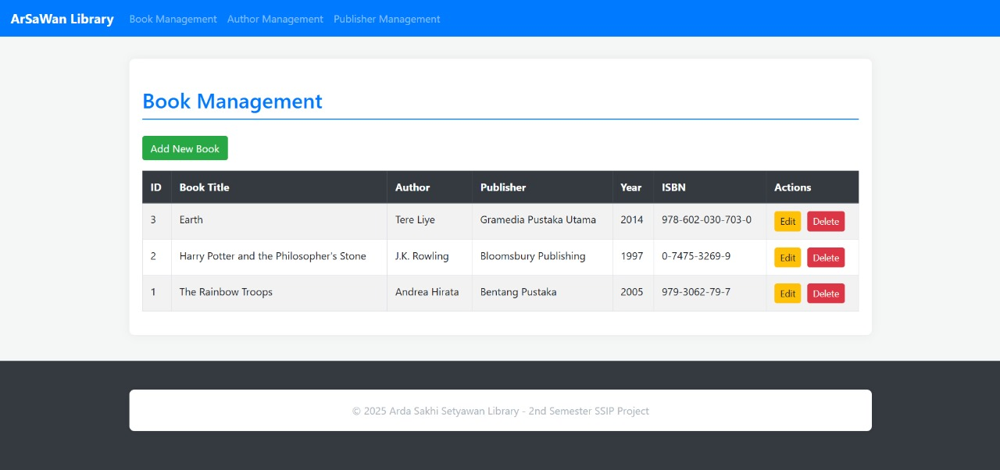 ArSaWan Library Book Management Author Management Publisher Management
Book Management
Add New Book
ID Book Title Author Publisher Year ISBN Actions
3 Earth Tere Liye Gramedia Pustaka Utama 2014 978-602-030-703-0 Edit Delete
2 Harry Potter and the Philosopher's Stone J.K. Rowling Bloomsbury Publishing 1997 0-7475-3269-9 Edit Delete
1 The Rainbow Troops Andrea Hirata Bentang Pustaka 2005 979-3062-79-7 Edit Delete
© 2025 Arda Sakhi Setyawan Library - 2nd Semester SSIP Project